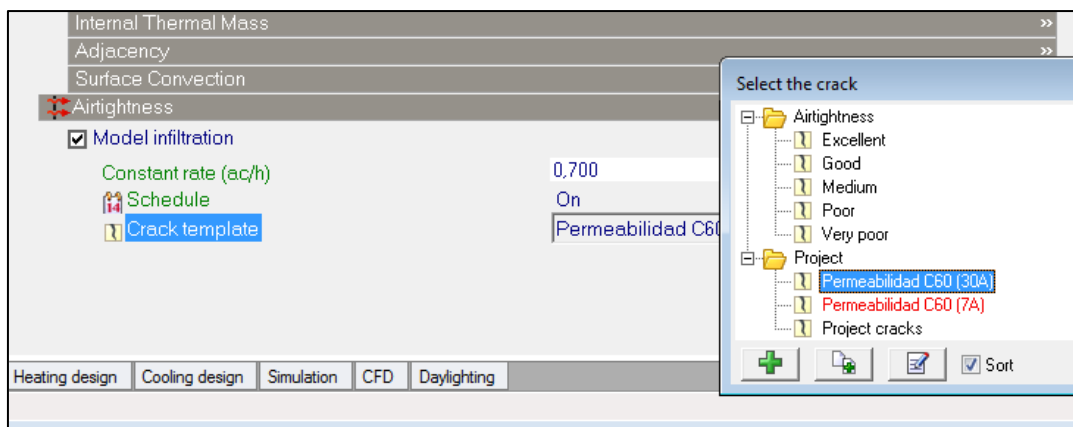 Internal Thermal Mass »
Adjacency »
Surface Convection
Airtightness
Model infiltration
Constant rate (ac/h) 0,700
14 Schedule On
Crack template Permeabilidad C60
Heating design Cooling design Simulation CFD Daylighting
Select the crack
Airtightness
Excellent
Good
Medium
Poor
Very poor
Project
Permeabilidad C60 (30A)
Permeabilidad C60 (7A)
Project cracks
Sort